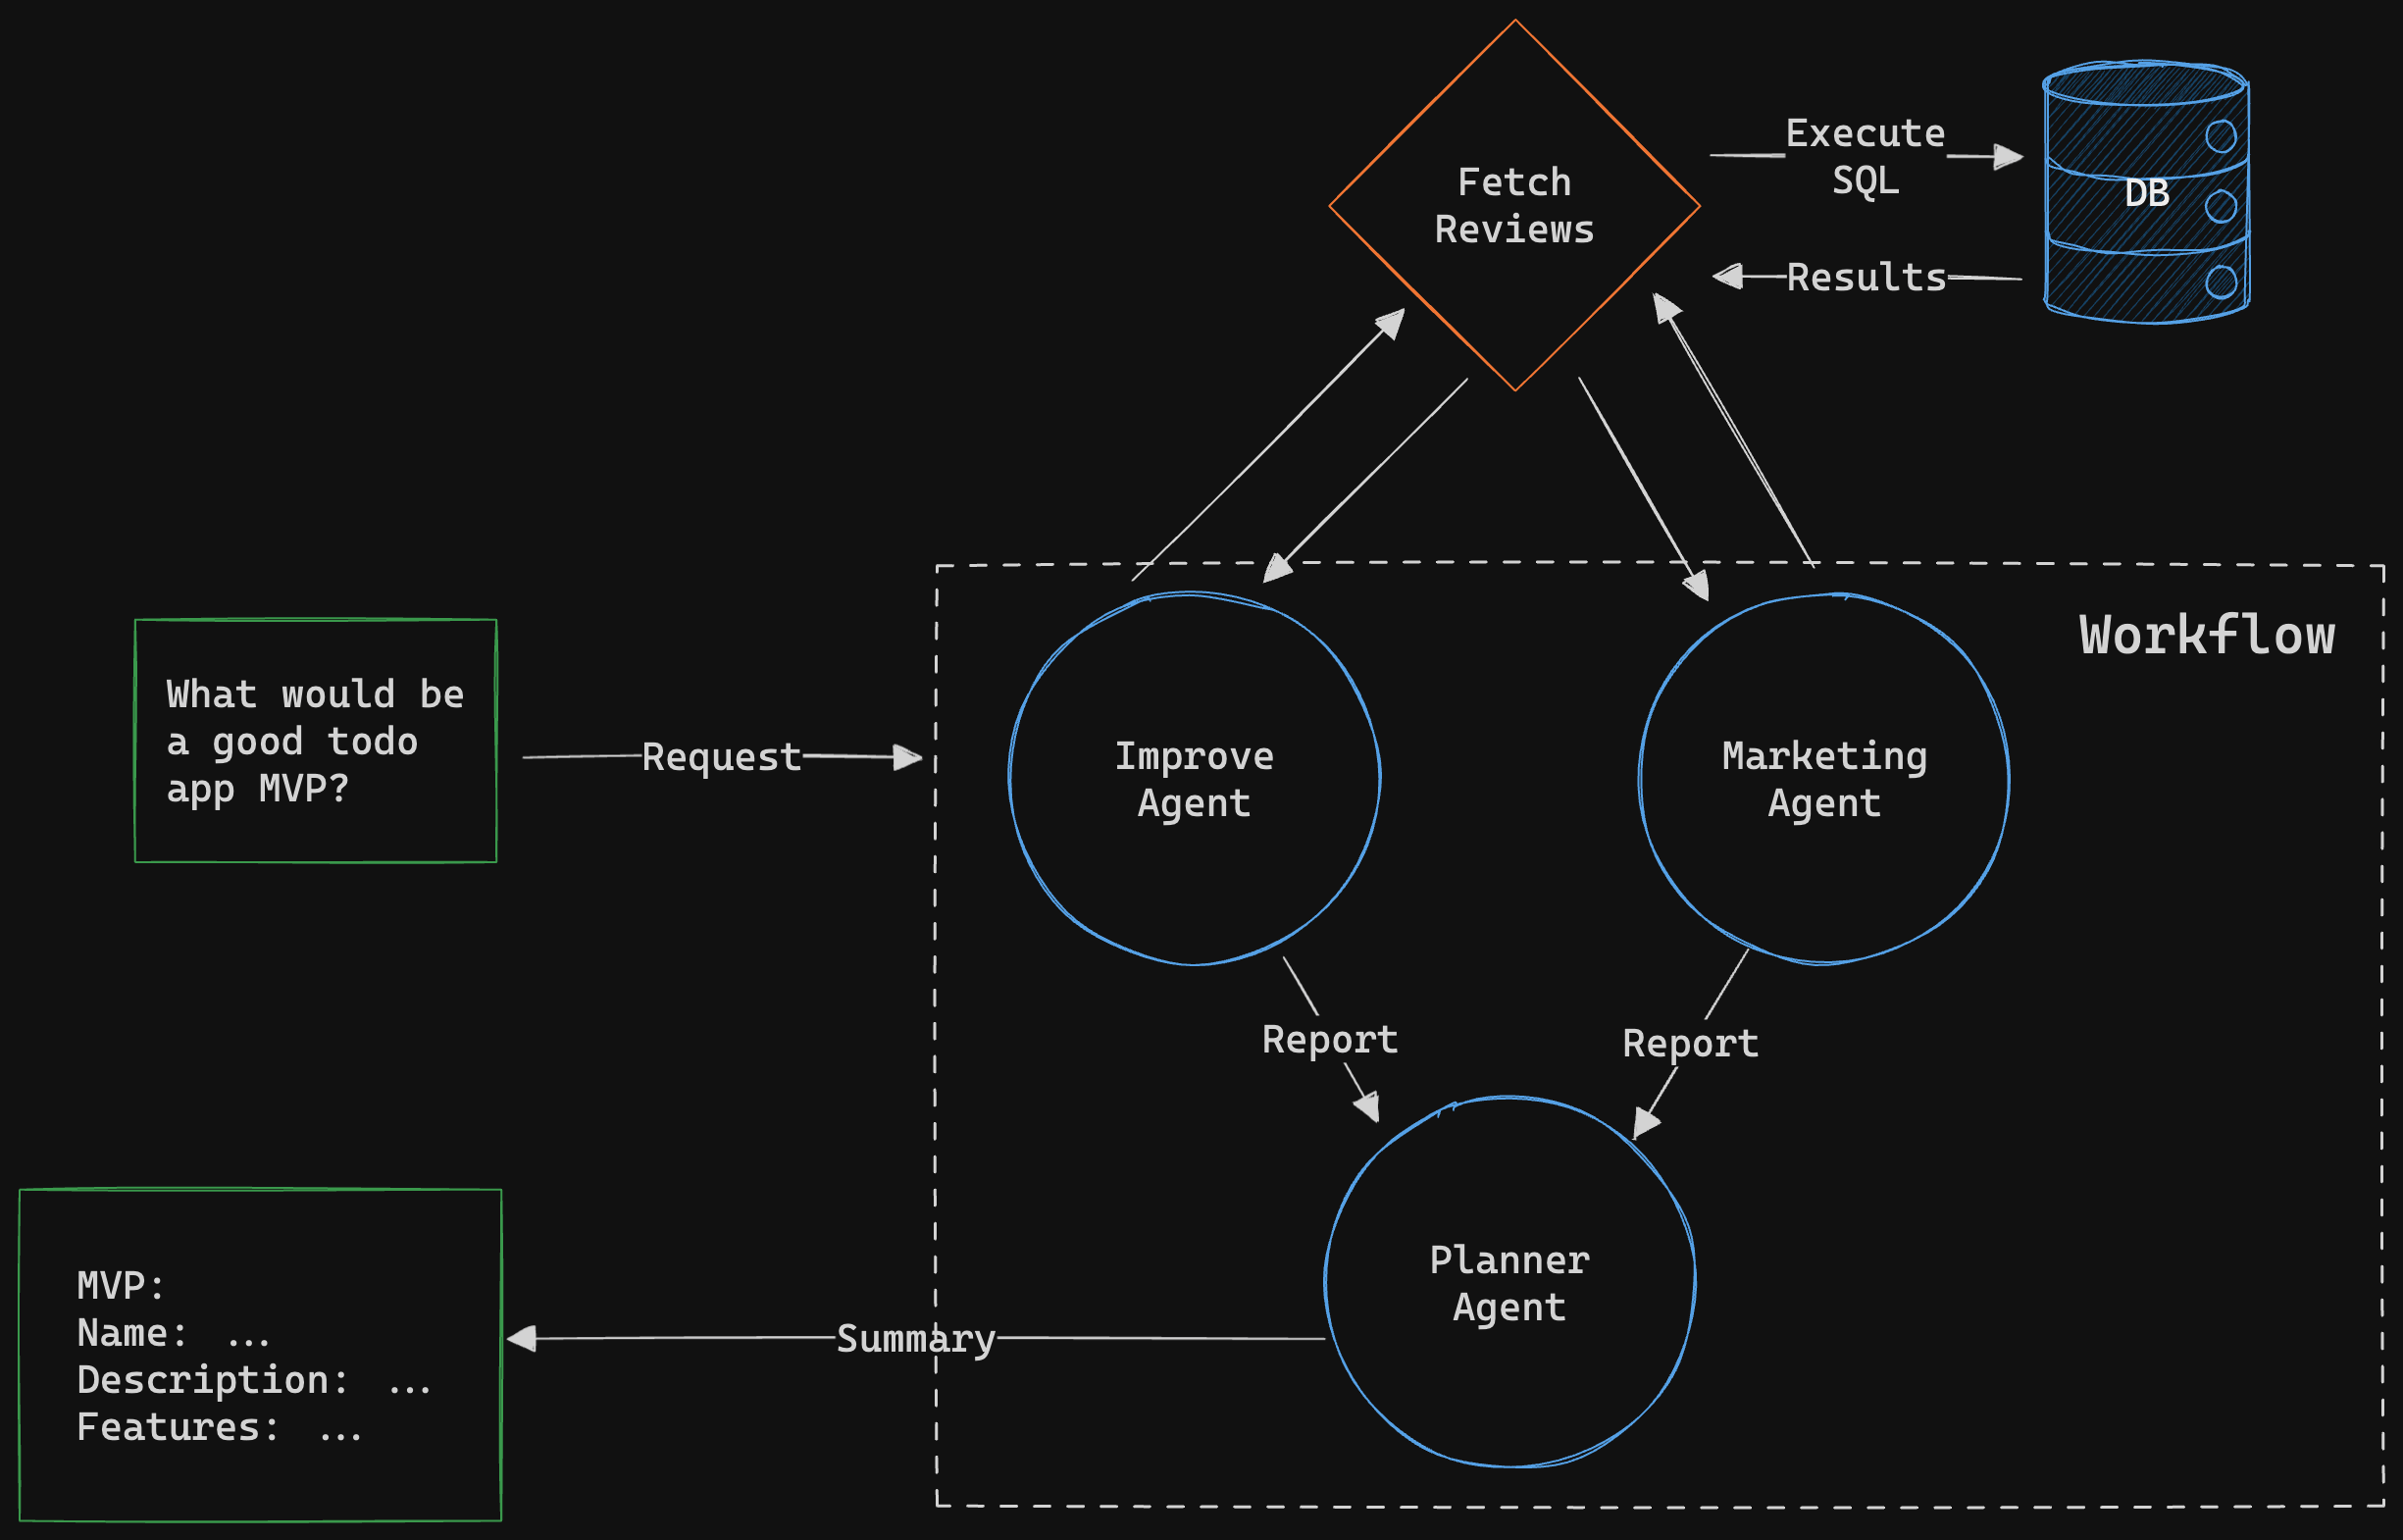 Fetch
Reviews
Execute
SQL
DB
Results
Workflow
What would be
a good todo
app MVP?
Request
Improve
Agent
Marketing
Agent
Report
Report
Planner
Agent
Summary
MVP:
Name: ...
Description: ...
Features: ...